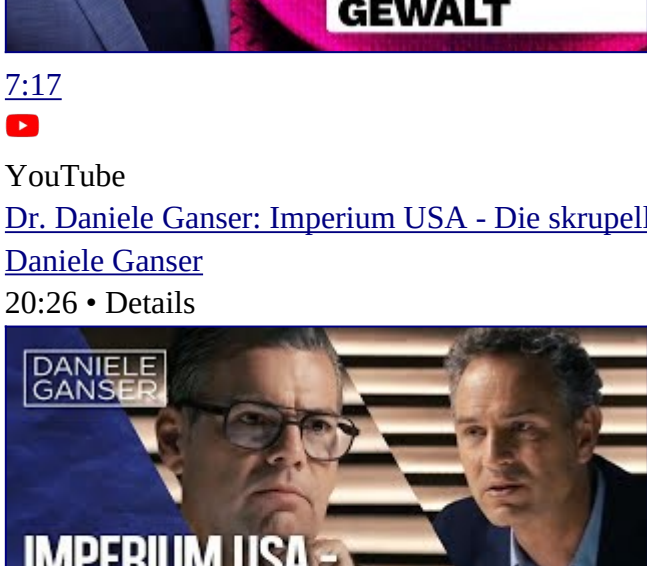 GEWALT
7:17
YouTube
Dr. Daniele Ganser: Imperium USA - Die skrupell
Daniele Ganser
20:26 • Details
DANIELE
GANSER
IMPERIUM USA -